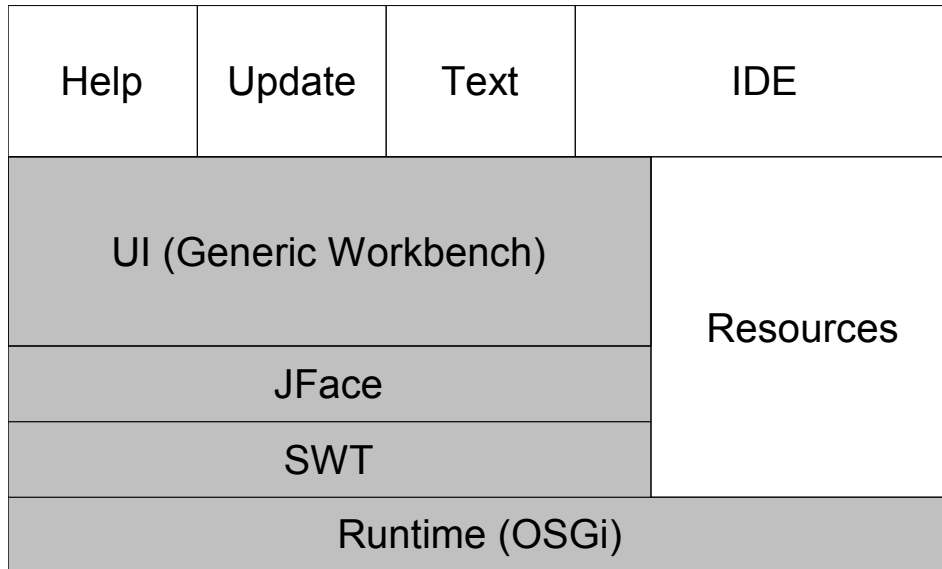 Help
Update
Text
IDE
UI (Generic Workbench)
Resources
JFace
SWT
Runtime (OSGi)